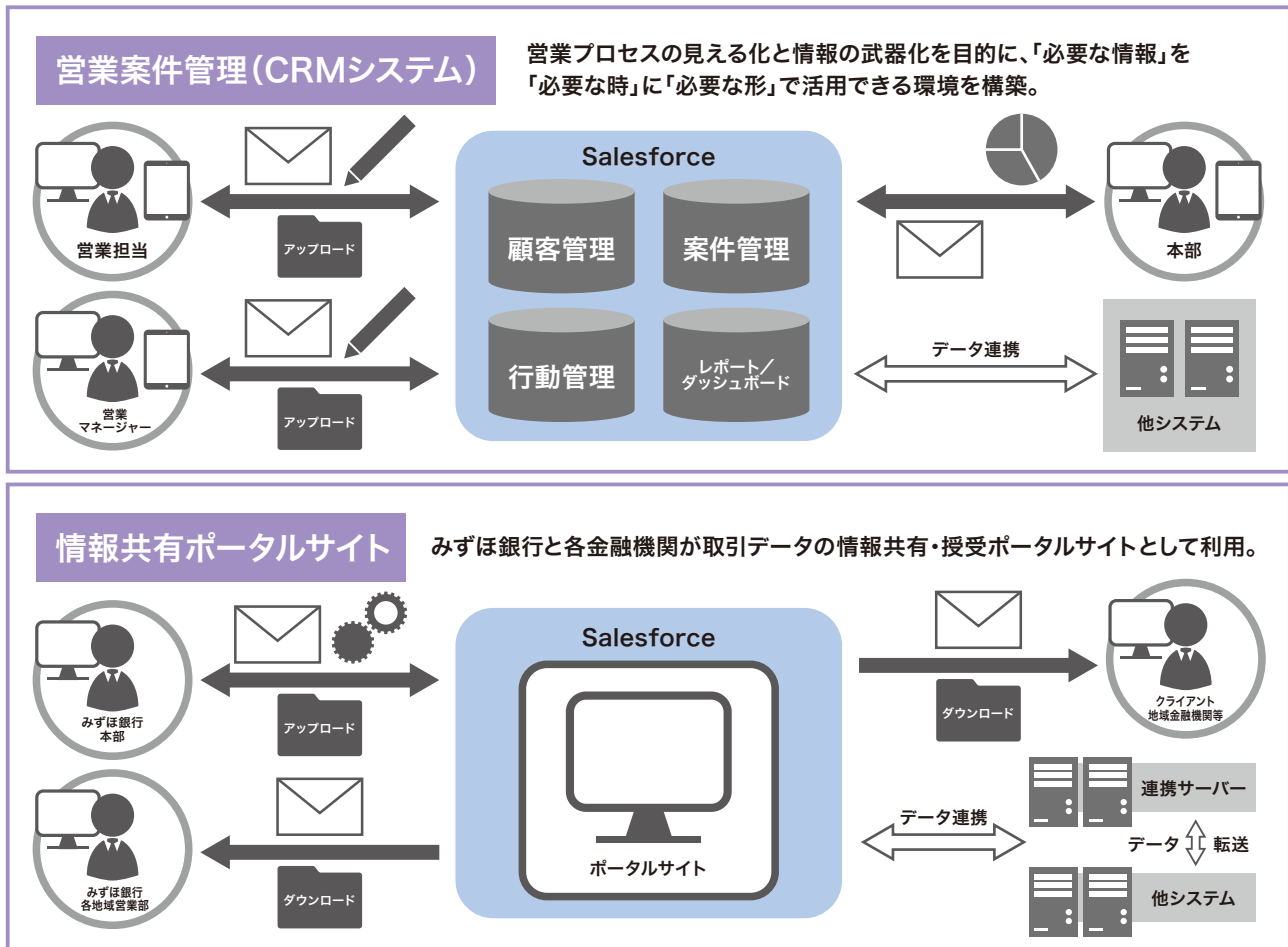 営業案件管理（CRMシステム）
営業プロセスの見える化と情報の武器化を目的に、「必要な情報」を
「必要な時」に「必要な形」で活用できる環境を構築。
営業担当
アップロード
営業
マネージャー
アップロード
Salesforce
顧客管理
案件管理
行動管理
レポート／
ダッシュボード
本部
データ連携
他システム
情報共有ポータルサイト
みずほ銀行と各金融機関が取引データの情報共有・授受ポータルサイトとして利用。
みずほ銀行
本部
アップロード
みずほ銀行
各地域営業部
ダウンロード
Salesforce
ポータルサイト
ダウンロード
クライアント
地域金融機関等
データ連携
連携サーバー
データ 転送
他システム